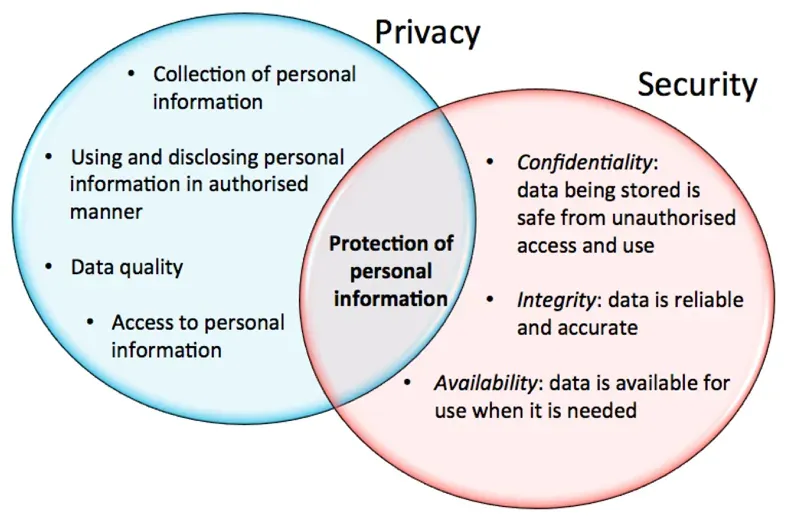 Privacy
• Collection of personal
information
• Using and disclosing personal
information in authorised
manner
• Data quality
• Access to personal
information
Protection of
personal
information
Security
• Confidentiality:
data being stored is
safe from unauthorised
access and use
• Integrity: data is reliable
and accurate
• Availability: data is available for
use when it is needed